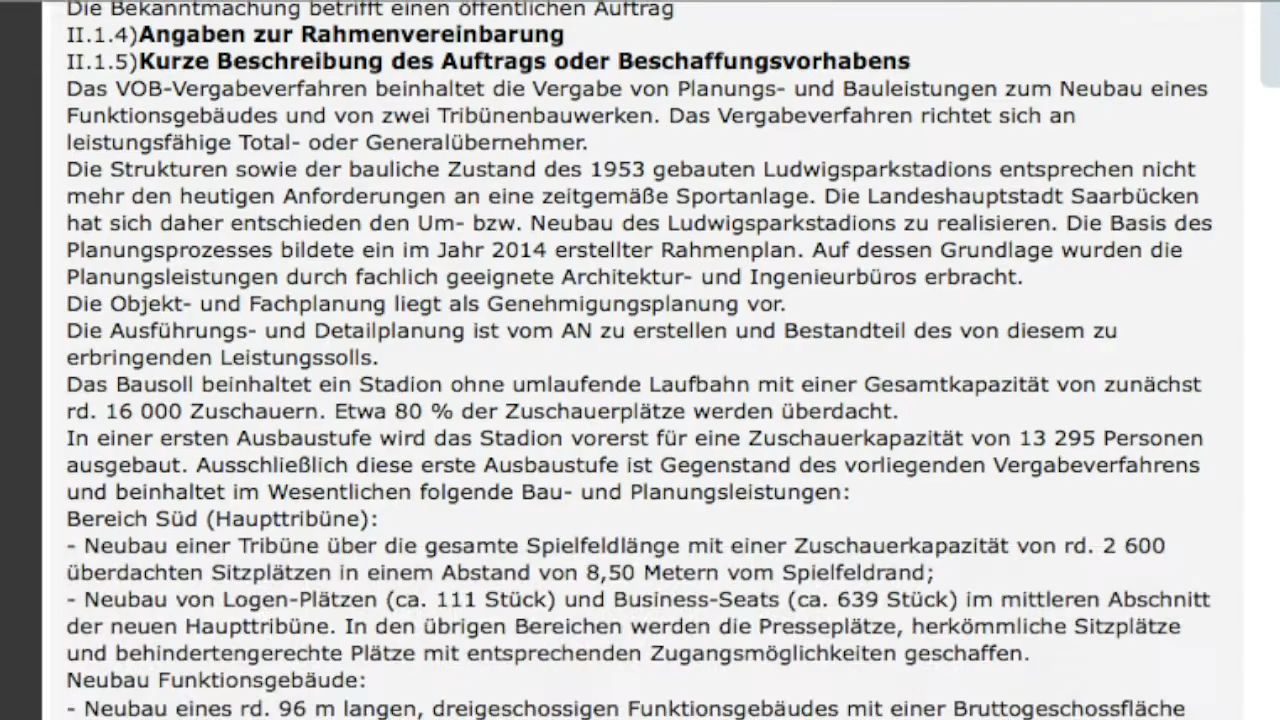 Die Bekanntmachung betrifft einen öffentlichen Auftrag
II.1.4)Angaben zur Rahmenvereinbarung
II.1.5)Kurze Beschreibung des Auftrags oder Beschaffungsvorhabens
Das VOB-Vergabeverfahren beinhaltet die Vergabe von Planungs- und Bauleistungen zum Neubau eines
Funktionsgebäudes und von zwei Tribünenbauwerken. Das Vergabeverfahren richtet sich an
leistungsfähige Total- oder Generalübernehmer.
Die Strukturen sowie der bauliche Zustand des 1953 gebauten Ludwigsparkstadions entsprechen nicht
mehr den heutigen Anforderungen an eine zeitgemäße Sportanlage. Die Landeshauptstadt Saarbücken
hat sich daher entschieden den Um- bzw. Neubau des Ludwigsparkstadions zu realisieren. Die Basis des
Planungsprozesses bildete ein im Jahr 2014 erstellter Rahmenplan. Auf dessen Grundlage wurden die
Planungsleistungen durch fachlich geeignete Architektur- und Ingenieurbüros erbracht.
Die Objekt- und Fachplanung liegt als Genehmigungsplanung vor.
Die Ausführungs- und Detailplanung ist vom AN zu erstellen und Bestandteil des von diesem zu
erbringenden Leistungssolls.
Das Bausoll beinhaltet ein Stadion ohne umlaufende Laufbahn mit einer Gesamtkapazität von zunächst
rd. 16 000 Zuschauern. Etwa 80 % der Zuschauerplätze werden überdacht.
In einer ersten Ausbaustufe wird das Stadion vorerst für eine Zuschauerkapazität von 13 295 Personen
ausgebaut. Ausschließlich diese erste Ausbaustufe ist Gegenstand des vorliegenden Vergabeverfahrens
und beinhaltet im Wesentlichen folgende Bau- und Planungsleistungen:
Bereich Süd (Haupttribüne):
- Neubau einer Tribüne über die gesamte Spielfeldlänge mit einer Zuschauerkapazität von rd. 2 600
überdachten Sitzplätzen in einem Abstand von 8,50 Metern vom Spielfeldrand;
- Neubau von Logen-Plätzen (ca. 111 Stück) und Business-Seats (ca. 639 Stück) im mittleren Abschnitt
der neuen Haupttribüne. In den übrigen Bereichen werden die Presseplätze, herkömmliche Sitzplätze
und behindertengerechte Plätze mit entsprechenden Zugangsmöglichkeiten geschaffen.
Neubau Funktionsgebäude:
- Neubau eines rd. 96 m langen, dreigeschossigen Funktionsgebäudes mit einer Bruttogeschossfläche